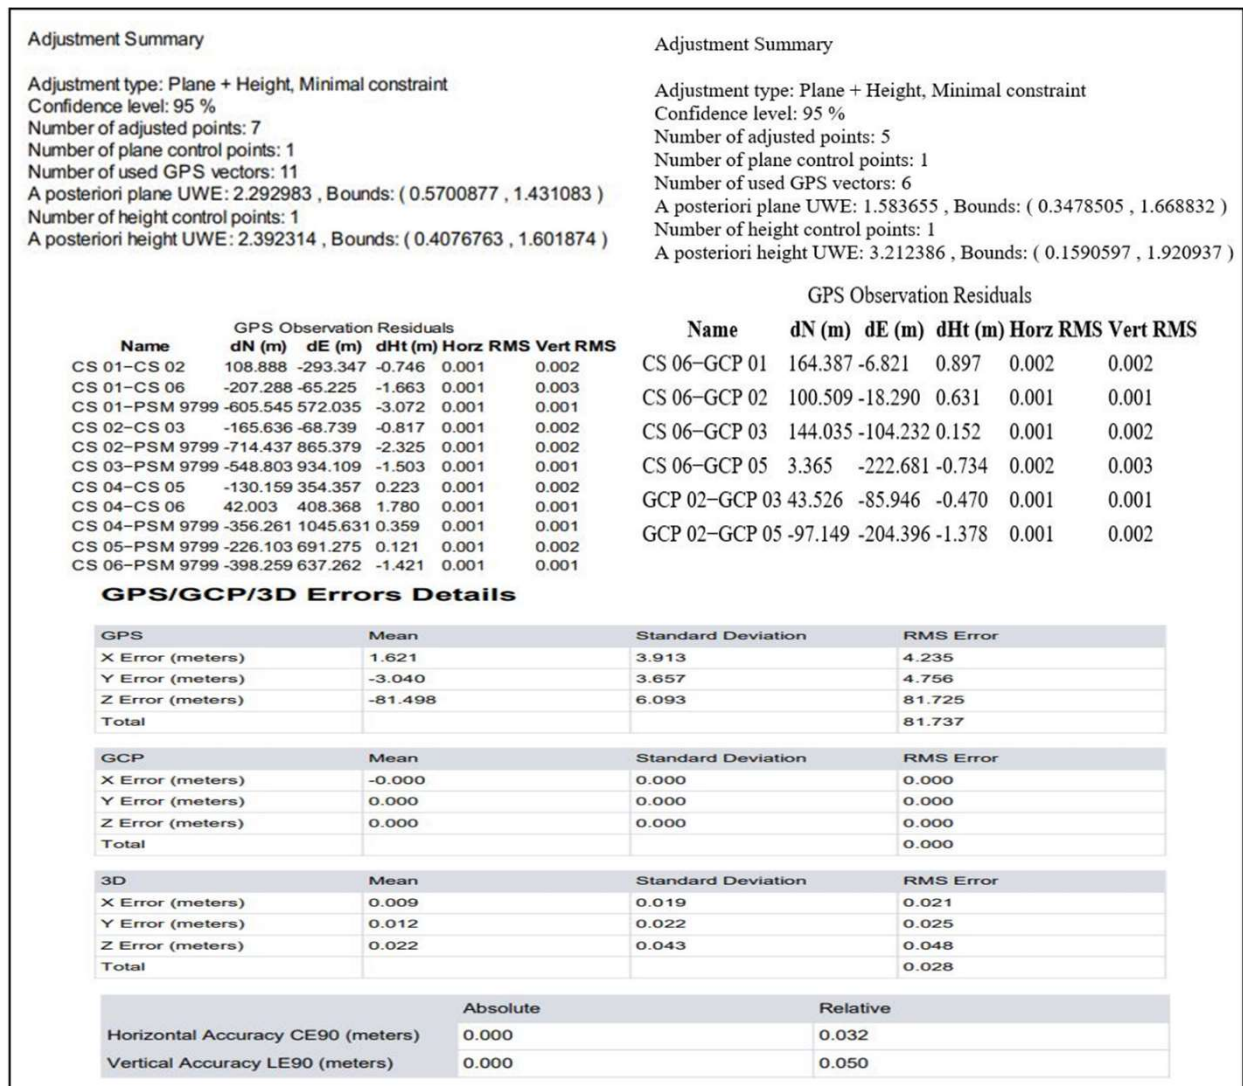 Adjustment Summary
Adjustment type: Plane + Height, Minimal constraint
Confidence level: 95 %
Number of adjusted points: 7
Number of plane control points: 1
Number of used GPS vectors: 11
A posteriori plane UWE: 2.292983 , Bounds: ( 0.5700877 , 1.431083 )
Number of height control points: 1
A posteriori height UWE: 2.392314 , Bounds: ( 0.4076763 , 1.601874 )
GPS Observation Residuals
Name dN (m) dE (m) dHt (m) Horz RMS Vert RMS
CS 01−CS 02 108.888 -293.347 -0.746 0.001 0.002
CS 01−CS 06 -207.288 -65.225 -1.663 0.001 0.003
CS 01−PSM 9799 -605.545 572.035 -3.072 0.001 0.001
CS 02−CS 03 -165.636 -68.739 -0.817 0.001 0.002
CS 02−PSM 9799 -714.437 865.379 -2.325 0.001 0.002
CS 03−PSM 9799 -548.803 934.109 -1.503 0.001 0.001
CS 04−CS 05 -130.159 354.357 0.223 0.001 0.002
CS 04−CS 06 42.003 408.368 1.780 0.001 0.001
CS 04−PSM 9799 -356.261 1045.631 0.359 0.001 0.001
CS 05−PSM 9799 -226.103 691.275 0.121 0.001 0.002
CS 06−PSM 9799 -398.259 637.262 -1.421 0.001 0.001
Adjustment Summary
Adjustment type: Plane + Height, Minimal constraint
Confidence level: 95 %
Number of adjusted points: 5
Number of plane control points: 1
Number of used GPS vectors: 6
A posteriori plane UWE: 1.583655 , Bounds: ( 0.3478505 , 1.668832 )
Number of height control points: 1
A posteriori height UWE: 3.212386 , Bounds: ( 0.1590597 , 1.920937 )
GPS Observation Residuals
Name dN (m) dE (m) dHt (m) Horz RMS Vert RMS
CS 06−GCP 01 164.387 -6.821 0.897 0.002 0.002
CS 06−GCP 02 100.509 -18.290 0.631 0.001 0.001
CS 06−GCP 03 144.035 -104.232 0.152 0.001 0.002
CS 06−GCP 05 3.365 -222.681 -0.734 0.002 0.003
GCP 02−GCP 03 43.526 -85.946 -0.470 0.001 0.001
GCP 02−GCP 05 -97.149 -204.396 -1.378 0.001 0.002
GPS/GCP/3D Errors Details
GPS Mean Standard Deviation RMS Error
X Error (meters) 1.621 3.913 4.235
Y Error (meters) -3.040 3.657 4.756
Z Error (meters) -81.498 6.093 81.725
Total 81.737
GCP Mean Standard Deviation RMS Error
X Error (meters) -0.000 0.000 0.000
Y Error (meters) 0.000 0.000 0.000
Z Error (meters) 0.000 0.000 0.000
Total 0.000
3D Mean Standard Deviation RMS Error
X Error (meters) 0.009 0.019 0.021
Y Error (meters) 0.012 0.022 0.025
Z Error (meters) 0.022 0.043 0.048
Total 0.028
Absolute Relative
Horizontal Accuracy CE90 (meters) 0.000 0.032
Vertical Accuracy LE90 (meters) 0.000 0.050